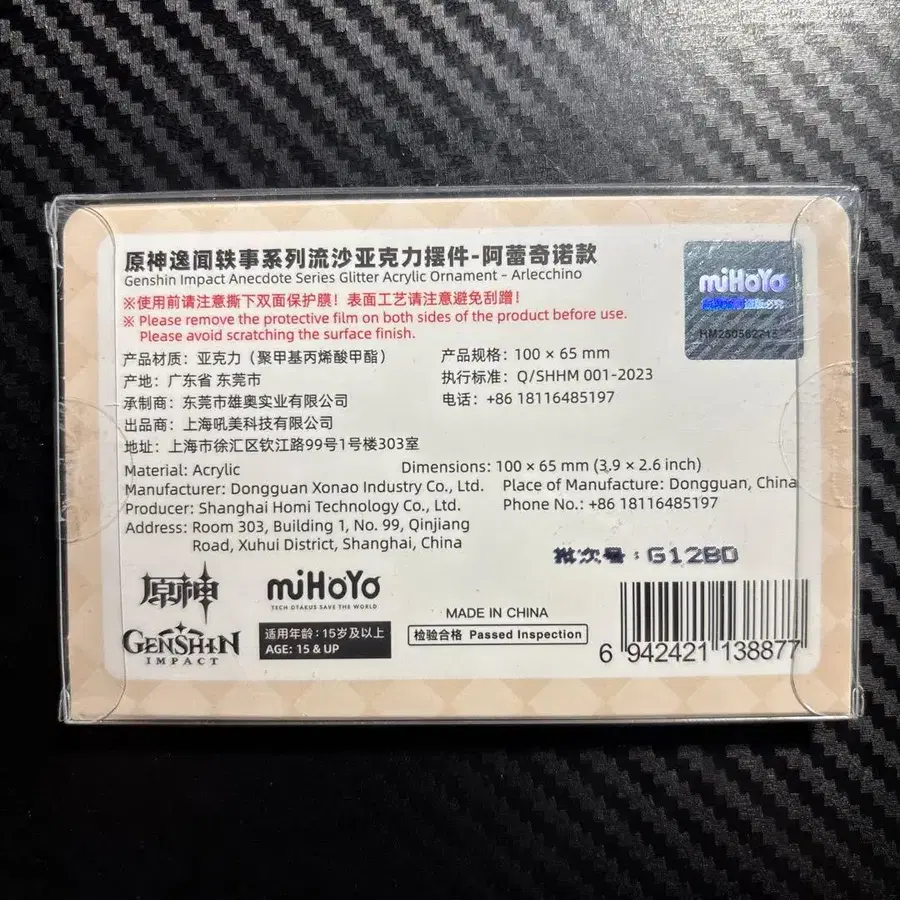 原神逸闻轶事系列流沙亚克力摆件-阿蕾奇诺款
Genshin Impact Anecdote Series Glitter Acrylic Ornament - Arlecchino
※使用前请注意撕下双面保护膜！表面工艺请注意避免刮蹭！
※ Please remove the protective film on both sides of the product before use.
Please avoid scratching the surface finish.
产品材质：亚克力（聚甲基丙烯酸甲酯） 产品规格：100 × 65 mm
产地：广东省 东莞市 执行标准：Q/SHHM 001-2023
承制商：东莞市雄奥实业有限公司 电话：+86 18116485197
出品商：上海吼美科技有限公司
地址：上海市徐汇区钦江路99号1号楼303室
Material: Acrylic Dimensions: 100 × 65 mm (3.9 × 2.6 inch)
Manufacturer: Dongguan Xonao Industry Co., Ltd. Place of Manufacture: Dongguan, China
Producer: Shanghai Homi Technology Co., Ltd. Phone No.: +86 18116485197
Address: Room 303, Building 1, No. 99, Qinjiang
Road, Xuhui District, Shanghai, China
miHoYo
批次号：G12BD
原神
GENSHIN
IMPACT
miHoYo
TECH OTAKUS SAVE THE WORLD
适用年龄：15岁及以上
AGE: 15 & UP
MADE IN CHINA
检验合格 Passed Inspection
6 942421 138877